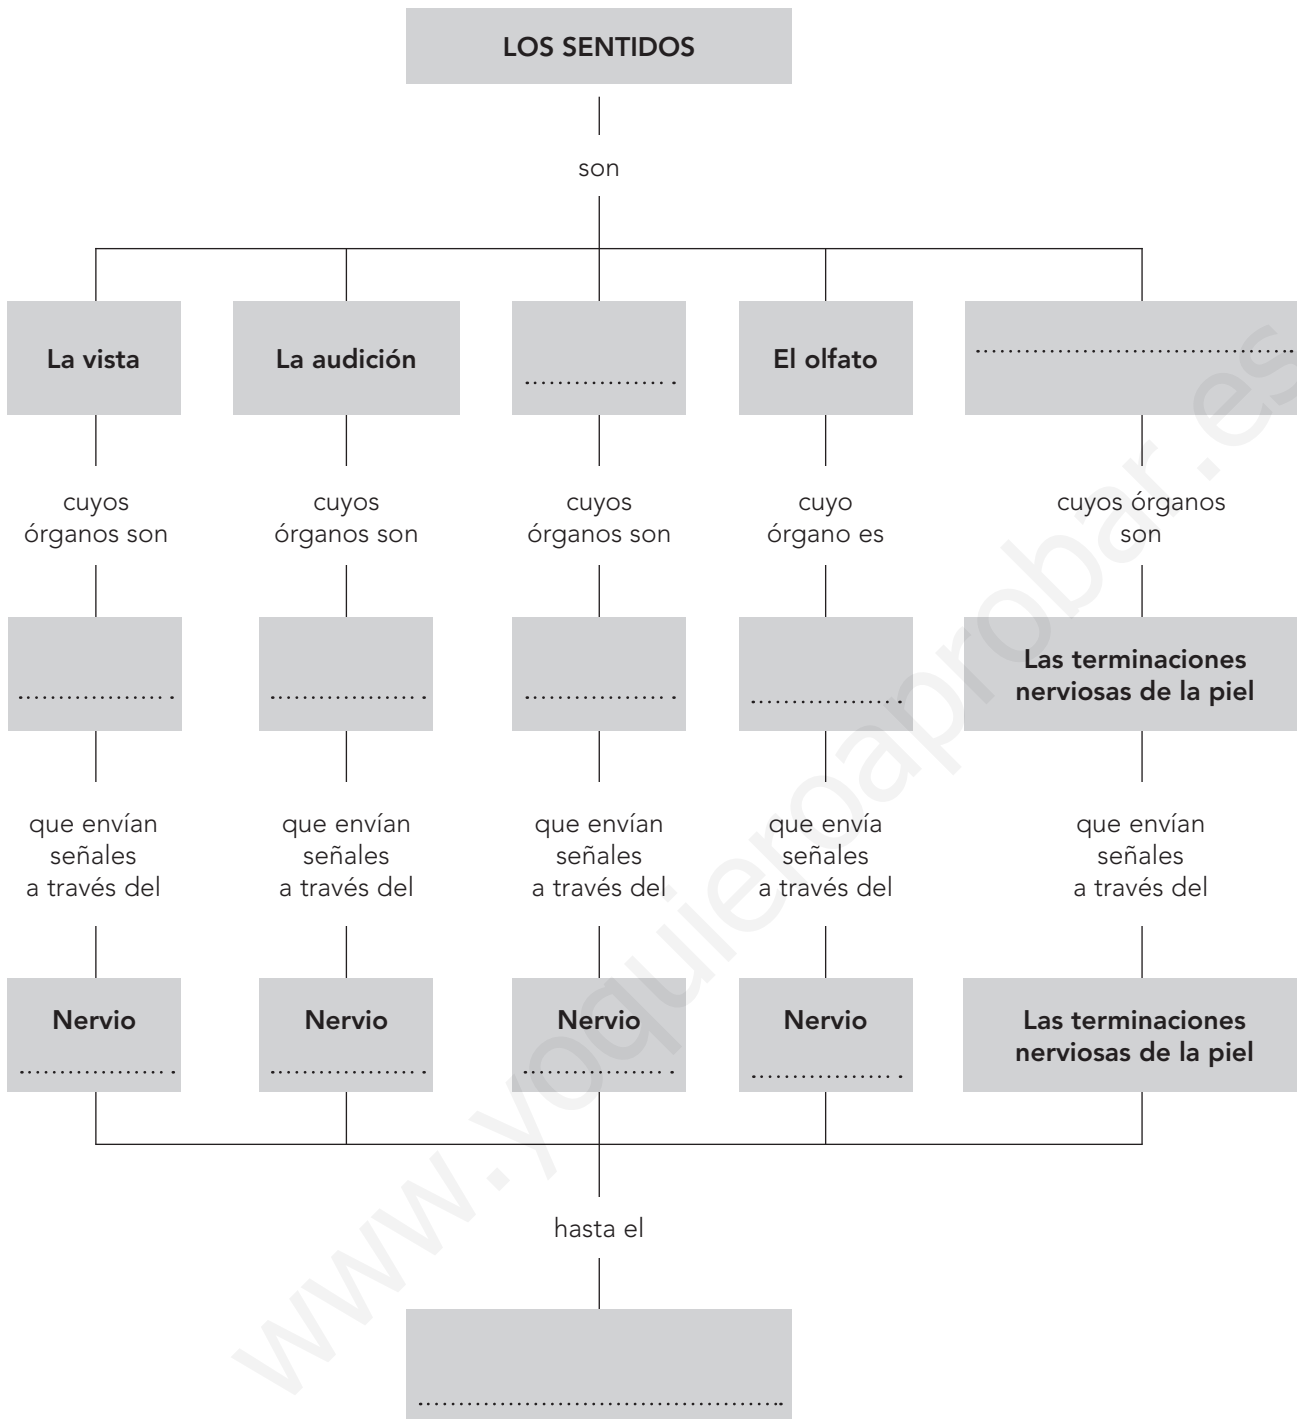 LOS SENTIDOS
son
La vista
La audición
..................
El olfato
........................................
cuyos
órganos son
cuyos
órganos son
cuyos
órganos son
cuyo
órgano es
cuyos órganos
son
..................
..................
..................
..................
Las terminaciones
nerviosas de la piel
que envían
señales
a través del
que envían
señales
a través del
que envían
señales
a través del
que envía
señales
a través del
que envían
señales
a través del
Nervio
..................
Nervio
..................
Nervio
..................
Nervio
..................
Las terminaciones
nerviosas de la piel
hasta el
..............................................
www.yoquieroaprobar.es